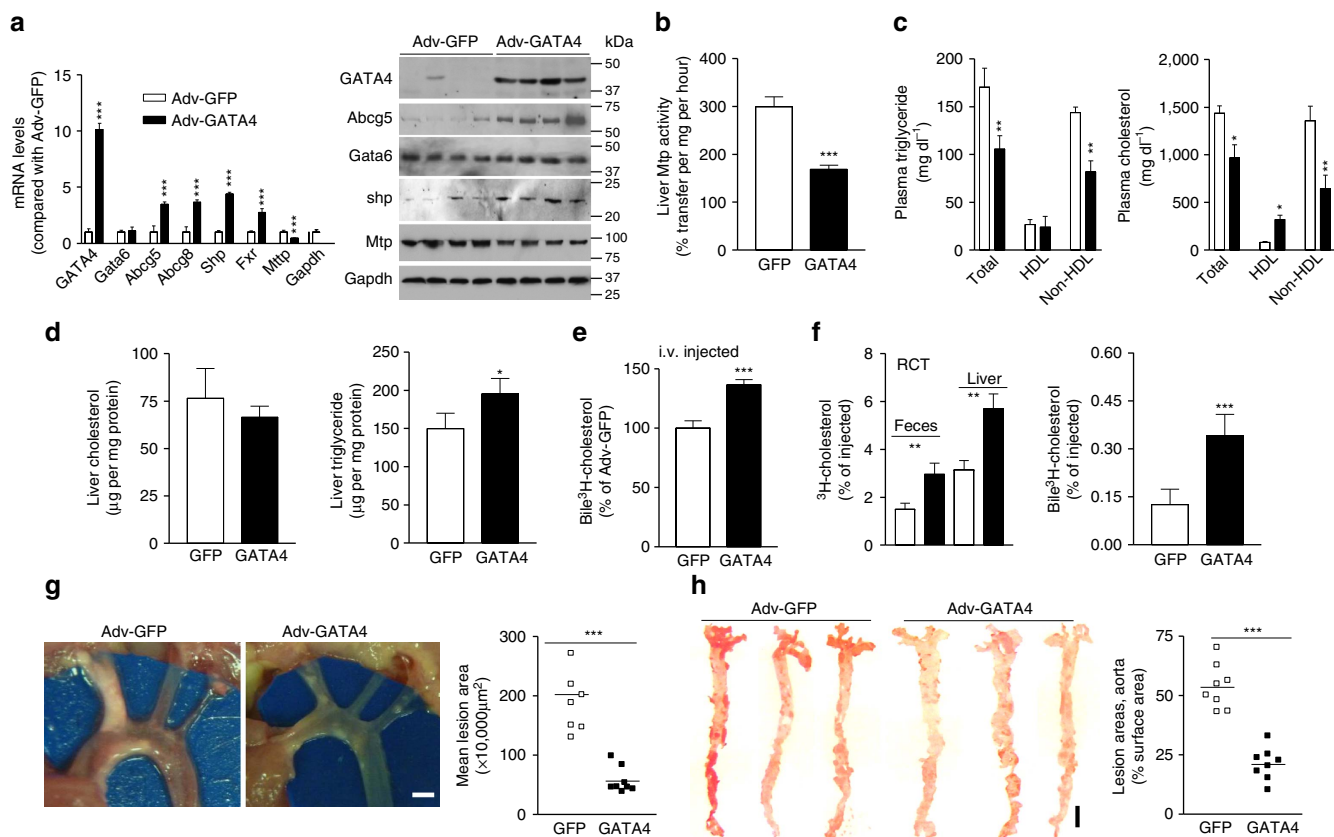 a
mRNA levels
(compared with Adv-GFP)
15
10
5
0
Adv-GFP
Adv-GATA4
***
***
***
***
***
***
GATA4
Gata6
Abcg5
Abcg8
Shp
Fxr
Mttp
Gapdh
Adv-GFP
Adv-GATA4
kDa
GATA4
50
37
Abcg5
75
50
Gata6
63
50
shp
25
20
Mtp
100
75
Gapdh
37
25
b
Liver Mtp activity
(% transfer per mg per hour)
400
300
200
100
0
***
GFP
GATA4
c
Plasma triglyceride
(mg dl⁻¹)
200
150
100
50
0
**
**
Total
HDL
Non-HDL
Plasma cholesterol
(mg dl⁻¹)
2,000
1,500
1,000
500
0
*
*
**
Total
HDL
Non-HDL
d
Liver cholesterol
(µg per mg protein)
100
75
50
25
0
GFP
GATA4
Liver triglyceride
(µg per mg protein)
250
200
150
100
50
0
*
GFP
GATA4
e
i.v. injected
Bile³H-cholesterol
(% of Adv-GFP)
150
100
50
0
***
GFP
GATA4
f
³H-cholesterol
(% of injected)
8
6
4
2
0
RCT
Feces
**
Liver
**
Bile³H-cholesterol
(% of injected)
0.60
0.45
0.30
0.15
0.00
***
GFP
GATA4
g
Adv-GFP
Adv-GATA4
Mean lesion area
(×10,000µm²)
300
200
100
0
***
GFP
GATA4
h
Adv-GFP
Adv-GATA4
Lesion areas, aorta
(% surface area)
75
50
25
0
***
GFP
GATA4